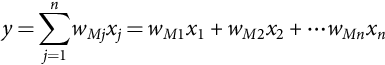 y = \sum_{j=1}^{n} w_{Mj} x_j = w_{M1} x_1 + w_{M2} x_2 + \cdots w_{Mn} x_n